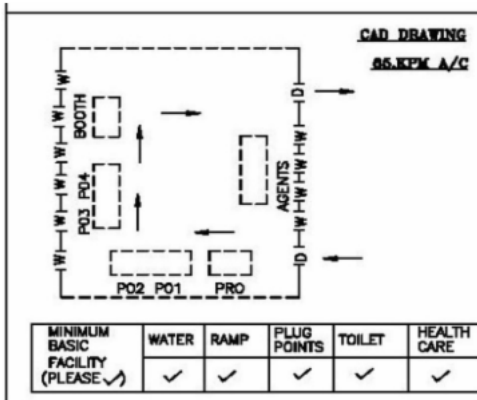 CAD DRAWING
65.KPM A/C
W
D
BOOTH
W
W
W
W
W
P03 P04
AGENTS
W
W
W
W
W
D
P02 P01
PRO
MINIMUM BASIC FACILITY (PLEASE ✓)
WATER
RAMP
PLUG POINTS
TOILET
HEALTH CARE
✓ ✓ ✓ ✓ ✓